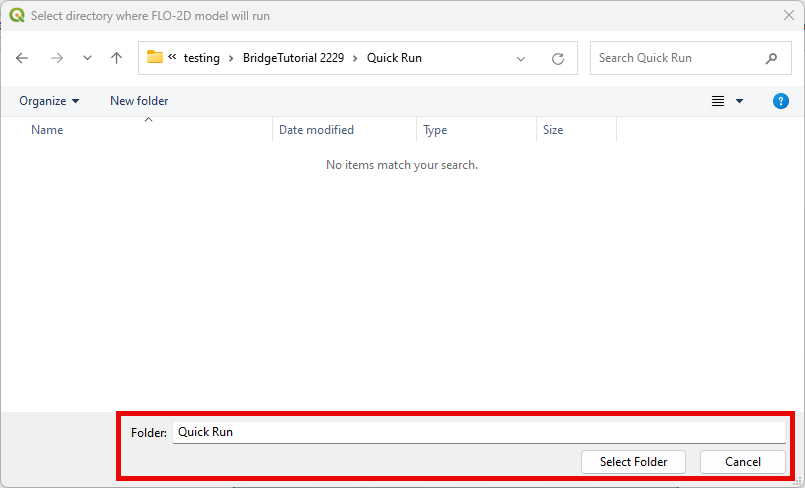 Select directory where FLO-2D model will run
« testing > BridgeTutorial 2229 > Quick Run
Search Quick Run
Organize New folder
?
Name Date modified Type Size
No items match your search.
Folder: Quick Run
Select Folder Cancel